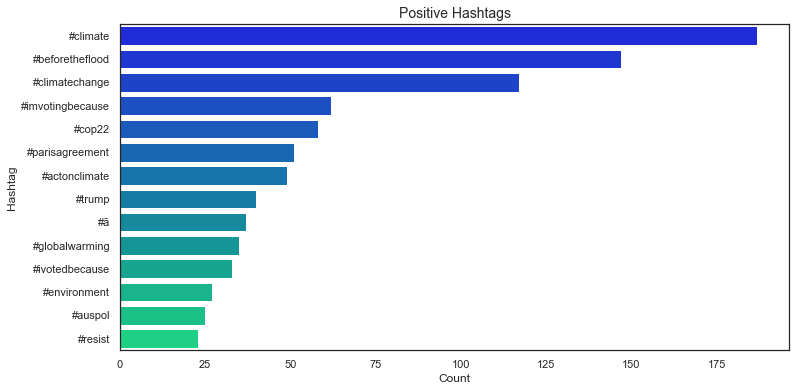 Positive Hashtags
#climate
#beforetheflood
#climatechange
#imvotingbecause
#cop22
#parisagreement
#actonclimate
#trump
#ã
#globalwarming
#ivotedbecause
#environment
#auspol
#resist
Hashtag
0 25 50 75 100 125 150 175
Count